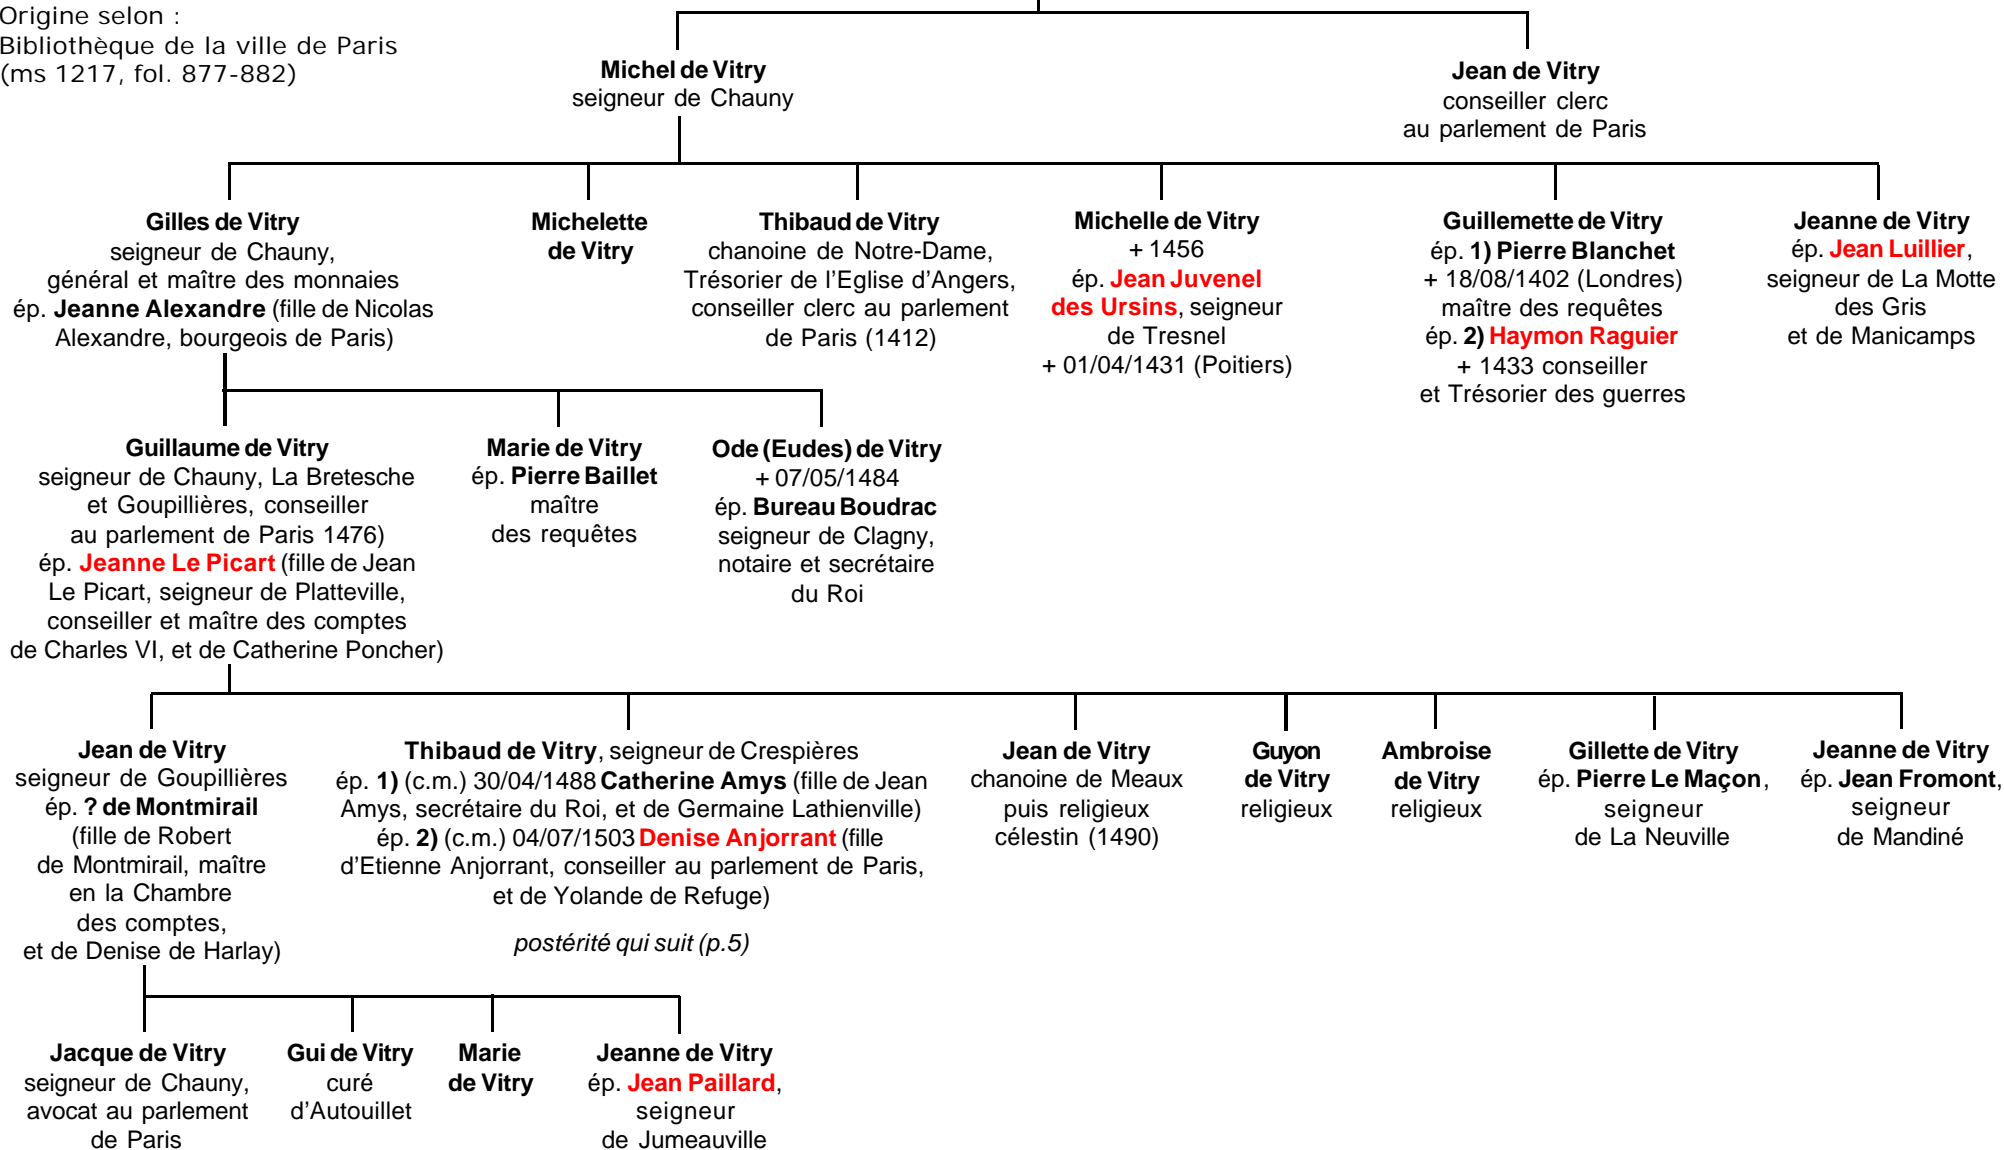 Origine selon :
Bibliothèque de la ville de Paris
(ms 1217, fol. 877-882)
Michel de Vitry
seigneur de Chauny
Jean de Vitry
conseiller clerc
au parlement de Paris
Gilles de Vitry
seigneur de Chauny,
général et maître des monnaies
ép. Jeanne Alexandre (fille de Nicolas
Alexandre, bourgeois de Paris)
Michelette
de Vitry
Thibaud de Vitry
chanoine de Notre-Dame,
Trésorier de l'Eglise d'Angers,
conseiller clerc au parlement
de Paris (1412)
Michelle de Vitry
+ 1456
ép. Jean Juvenel
des Ursins, seigneur
de Tresnel
+ 01/04/1431 (Poitiers)
Guillemette de Vitry
ép. 1) Pierre Blanchet
+ 18/08/1402 (Londres)
maître des requêtes
ép. 2) Haymon Raguier
+ 1433 conseiller
et Trésorier des guerres
Jeanne de Vitry
ép. Jean Luillier,
seigneur de La Motte
des Gris
et de Manicamps
Guillaume de Vitry
seigneur de Chauny, La Bretesche
et Goupillières, conseiller
au parlement de Paris 1476)
ép. Jeanne Le Picart (fille de Jean
Le Picart, seigneur de Platteville,
conseiller et maître des comptes
de Charles VI, et de Catherine Poncher)
Marie de Vitry
ép. Pierre Baillet
maître
des requêtes
Ode (Eudes) de Vitry
+ 07/05/1484
ép. Bureau Boudrac
seigneur de Clagny,
notaire et secrétaire
du Roi
Jean de Vitry
seigneur de Goupillières
ép. ? de Montmirail
(fille de Robert
de Montmirail, maître
en la Chambre
des comptes,
et de Denise de Harlay)
Thibaud de Vitry, seigneur de Crespières
ép. 1) (c.m.) 30/04/1488 Catherine Amys (fille de Jean
Amys, secrétaire du Roi, et de Germaine Lathienville)
ép. 2) (c.m.) 04/07/1503 Denise Anjorrant (fille
d'Etienne Anjorrant, conseiller au parlement de Paris,
et de Yolande de Refuge)
postérité qui suit (p.5)
Jean de Vitry
chanoine de Meaux
puis religieux
célestin (1490)
Guyon
de Vitry
religieux
Ambroise
de Vitry
religieux
Gillette de Vitry
ép. Pierre Le Maçon,
seigneur
de La Neuville
Jeanne de Vitry
ép. Jean Fromont,
seigneur
de Mandiné
Jacque de Vitry
seigneur de Chauny,
avocat au parlement
de Paris
Gui de Vitry
curé
d'Autouillet
Marie
de Vitry
Jeanne de Vitry
ép. Jean Paillard,
seigneur
de Jumeauville